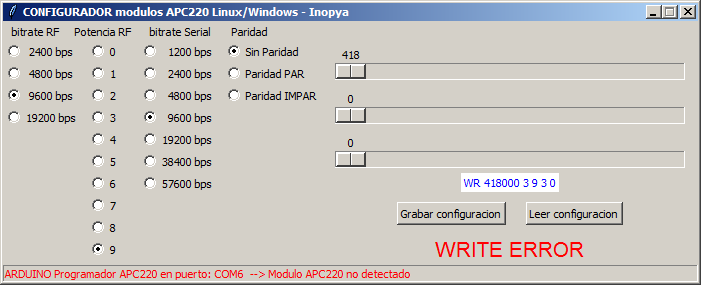 CONFIGURADOR modulos APC220 Linux/Windows - Inopya
bitrate RF Potencia RF bitrate Serial Paridad
2400 bps 0 1200 bps Sin Paridad
4800 bps 1 2400 bps Paridad PAR
9600 bps 2 4800 bps Paridad IMPAR
19200 bps 3 9600 bps
4 19200 bps
5 38400 bps
6 57600 bps
7
8
9
418
0
0
WR 418000 3 9 3 0
Grabar configuracion Leer configuracion
WRITE ERROR
ARDUINO Programador APC220 en puerto: COM6 --> Modulo APC220 no detectado